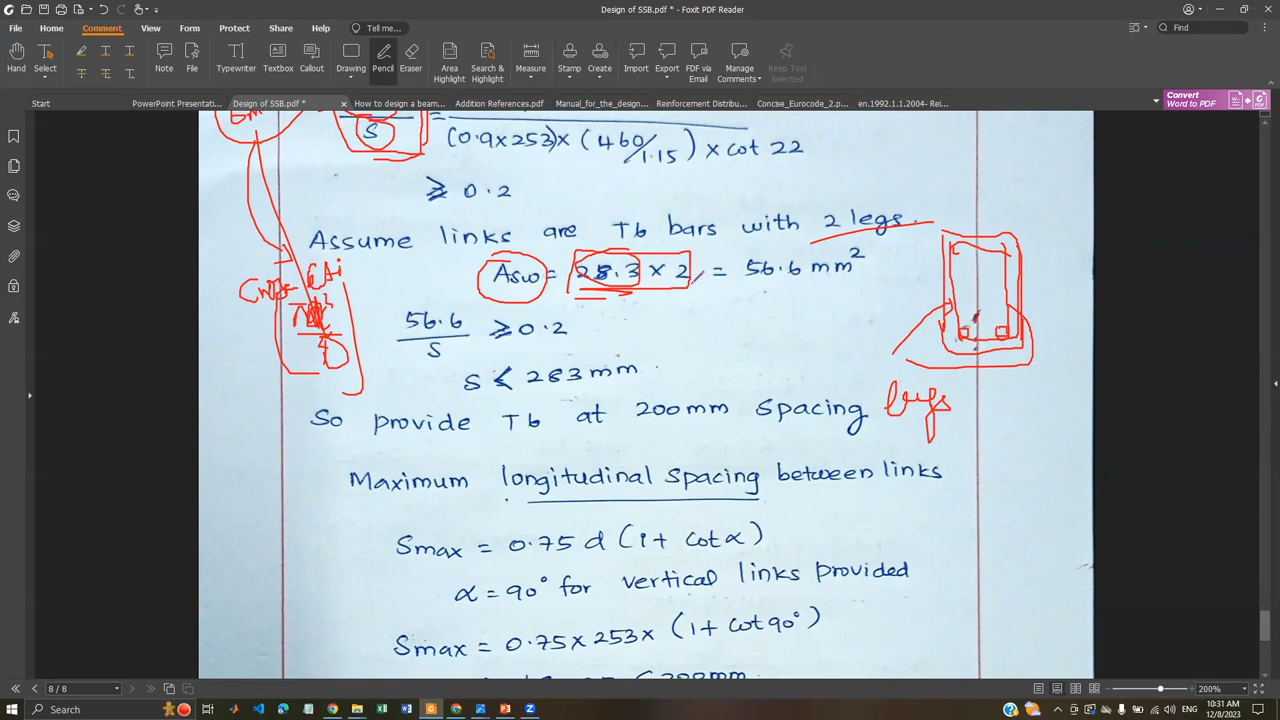 Design of SSB.pdf * - Foxit PDF Reader
File Home Comment View Form Protect Share Help Tell me... Find
Hand Select Note File Typewriter Textbox Callout Drawing Pencil Eraser Area Highlight Search & Highlight Measure Stamp Create Import Export FDF via Email Manage Comments Keep Tool Selected
Start PowerPoint Presentati... Design of SSB.pdf * How to design a beam... Addition References.pdf Manual_for_the_design... Reinforcement Distribu... Concise_Eurocode_2.p... en.1992.1.1.2004- Rei... Convert Word to PDF
S = (0.9x253) x (460/1.15) x cot 22
⩾ 0.2
Assume links are T6 bars with 2 legs.
Asw = 28.3 x 2 = 56.6 mm²
56.6/S ⩾ 0.2
S < 283 mm
So provide T6 at 200mm spacing
legs
Maximum longitudinal spacing between links
Smax = 0.75 d (1 + cot α)
α = 90° for vertical links provided
Smax = 0.75 x 253 x (1 + cot 90°)
8 / 8 200%
Search 10:31 AM
12/8/2023